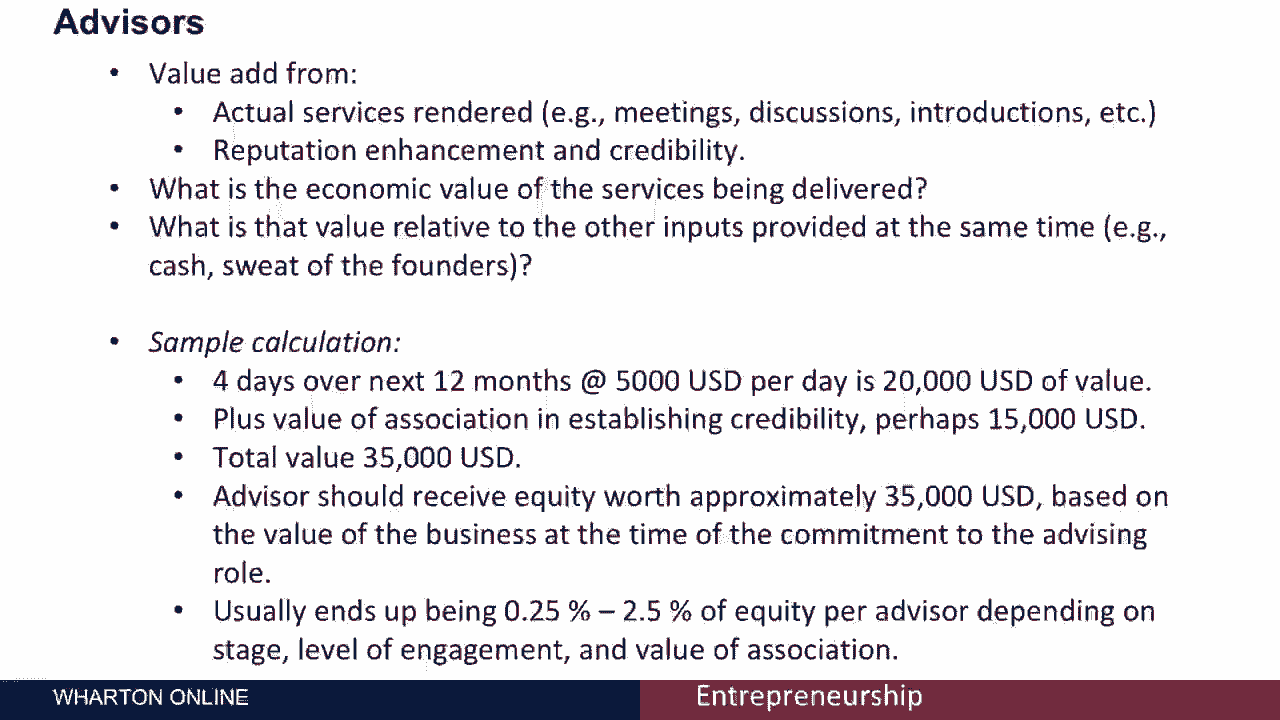 Advisors
• Value add from:
• Actual services rendered (e.g., meetings, discussions, introductions, etc.)
• Reputation enhancement and credibility.
• What is the economic value of the services being delivered?
• What is that value relative to the other inputs provided at the same time (e.g.,
cash, sweat of the founders)?
• Sample calculation:
• 4 days over next 12 months @ 5000 USD per day is 20,000 USD of value.
• Plus value of association in establishing credibility, perhaps 15,000 USD.
• Total value 35,000 USD.
• Advisor should receive equity worth approximately 35,000 USD, based on
the value of the business at the time of the commitment to the advising
role.
• Usually ends up being 0.25 % – 2.5 % of equity per advisor depending on
stage, level of engagement, and value of association.
WHARTON ONLINE
Entrepreneurship